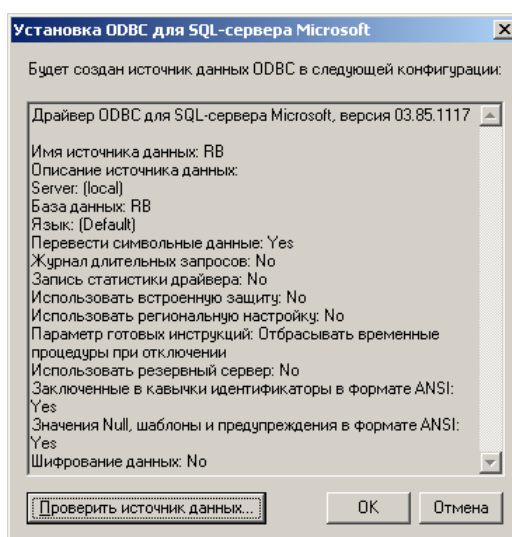 Установка ODBC для SQL-сервера Microsoft
Будет создан источник данных ODBC в следующей конфигурации:
Драйвер ODBC для SQL-сервера Microsoft, версия 03.85.1117
Имя источника данных: RB
Описание источника данных:
Server: (local)
База данных: RB
Язык: (Default)
Перевести символьные данные: Yes
Журнал длительных запросов: No
Запись статистики драйвера: No
Использовать встроенную защиту: No
Использовать региональную настройку: No
Параметр готовых инструкций: Отбрасывать временные
процедуры при отключении
Использовать резервный сервер: No
Заключенные в кавычки идентификаторы в формате ANSI:
Yes
Значения Null, шаблоны и предупреждения в формате ANSI:
Yes
Шифрование данных: No
Проверить источник данных...
OK
Отмена